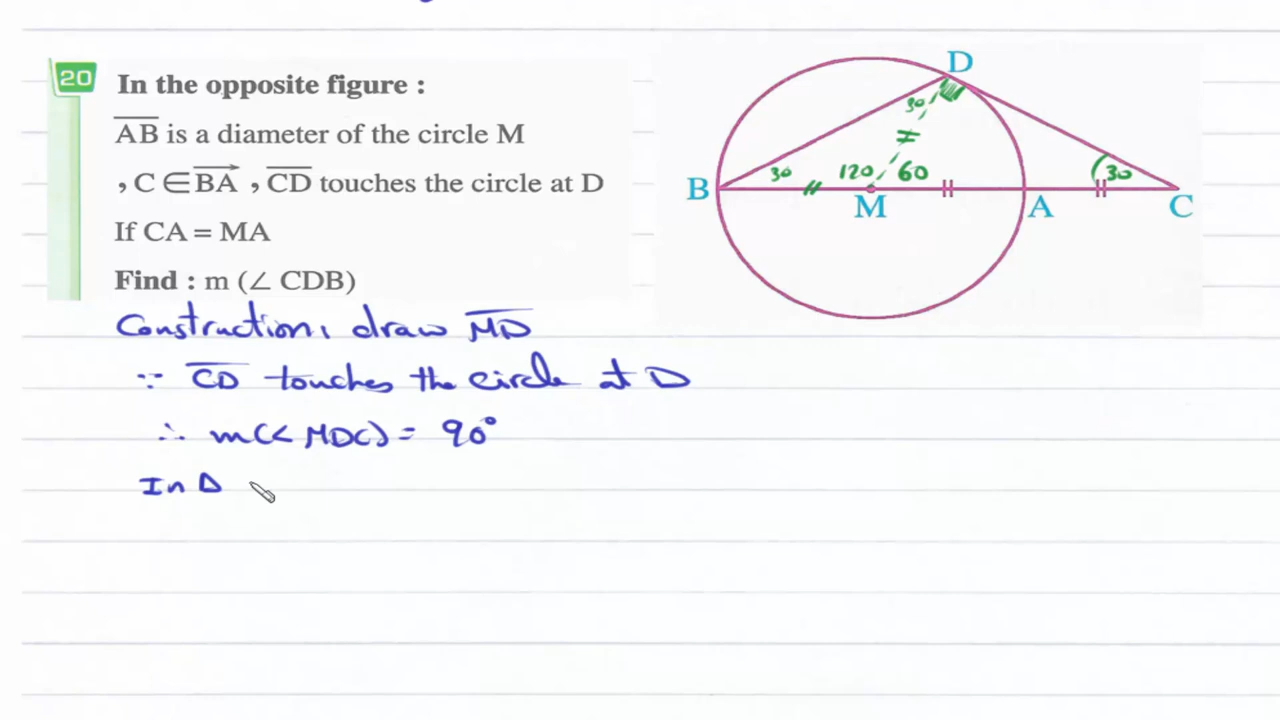 20 In the opposite figure :
AB is a diameter of the circle M
, C ∈ BA , CD touches the circle at D
If CA = MA
Find : m (∠ CDB)
Construction, draw MD
∵ CD touches the circle at D
∴ m(< MDC) = 90°
In Δ
D
30
30
120
60
30
B
M
A
C